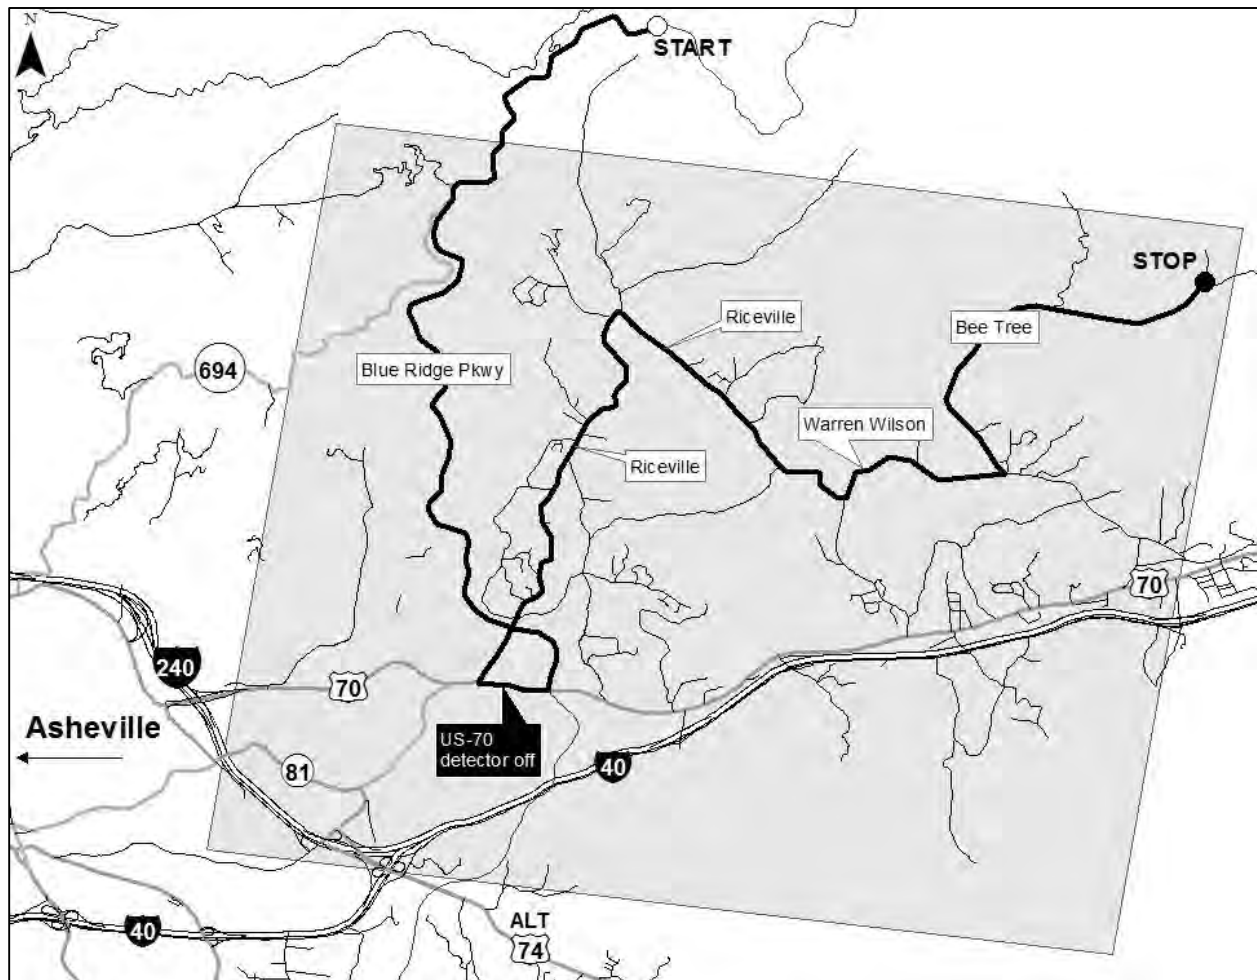 N
START
STOP
Riceville
Bee Tree
694
Blue Ridge Pkwy
Warren Wilson
Riceville
70
240
70
Asheville
US-70
detector off
81
40
ALT
74
40